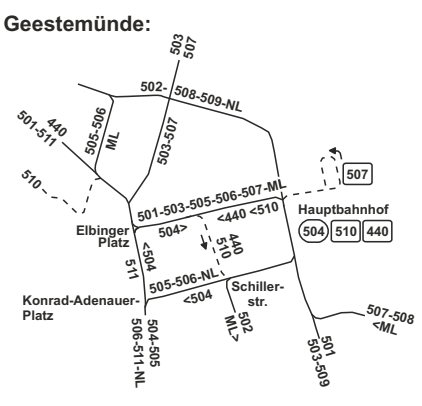 Geestemünde:
503
507
502-
508-509-NL
440
501-511
505-506
ML
503-507
510
507
501-503-505-506-507-ML
504>
<440 <510
Hauptbahnhof
504 510 440
Elbinger
Platz
<504
511
440
510
505-506-NL
<504
Schiller-
str.
Konrad-Adenauer-
Platz
504-505
506-511-NL
502
ML>
507-508
<ML
501
503-509